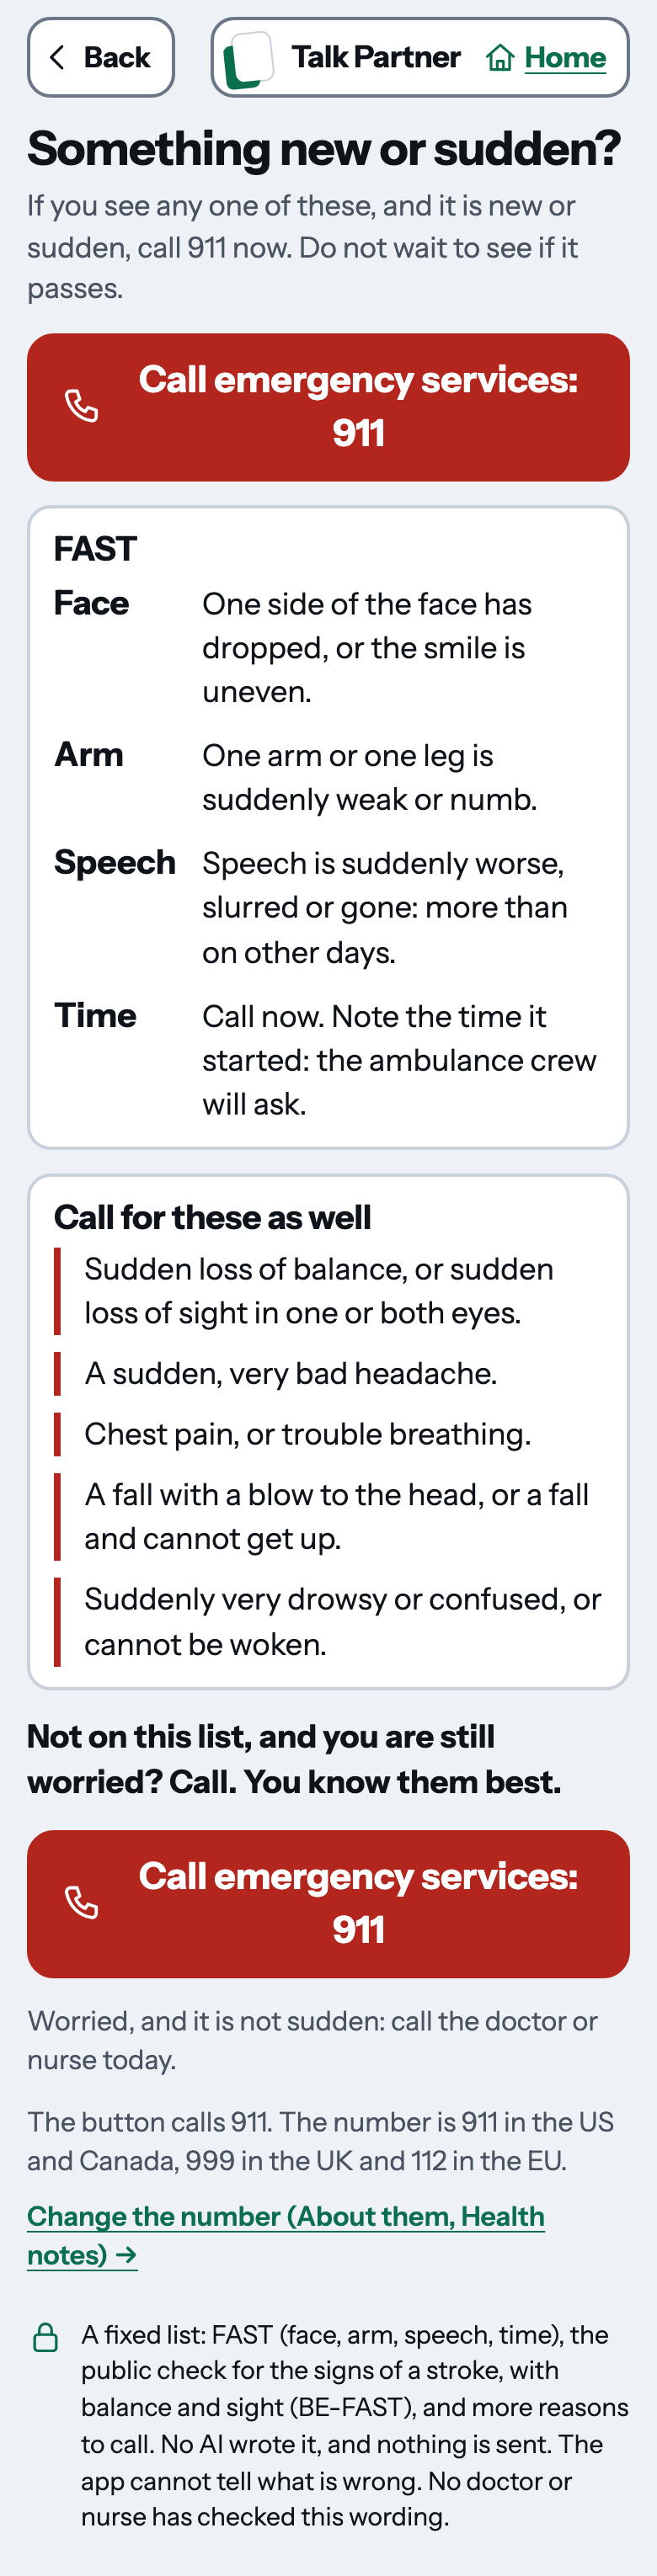 Back
Talk Partner
Home
Something new or sudden?
If you see any one of these, and it is new or
sudden, call 911 now. Do not wait to see if it
passes.
Call emergency services:
911
FAST
Face
One side of the face has
dropped, or the smile is
uneven.
Arm
One arm or one leg is
suddenly weak or numb.
Speech
Speech is suddenly worse,
slurred or gone: more than
on other days.
Time
Call now. Note the time it
started: the ambulance crew
will ask.
Call for these as well
Sudden loss of balance, or sudden
loss of sight in one or both eyes.
A sudden, very bad headache.
Chest pain, or trouble breathing.
A fall with a blow to the head, or a fall
and cannot get up.
Suddenly very drowsy or confused, or
cannot be woken.
Not on this list, and you are still
worried? Call. You know them best.
Call emergency services:
911
Worried, and it is not sudden: call the doctor or
nurse today.
The button calls 911. The number is 911 in the US
and Canada, 999 in the UK and 112 in the EU.
Change the number (About them, Health
notes) →
A fixed list: FAST (face, arm, speech, time), the
public check for the signs of a stroke, with
balance and sight (BE-FAST), and more reasons
to call. No AI wrote it, and nothing is sent. The
app cannot tell what is wrong. No doctor or
nurse has checked this wording.